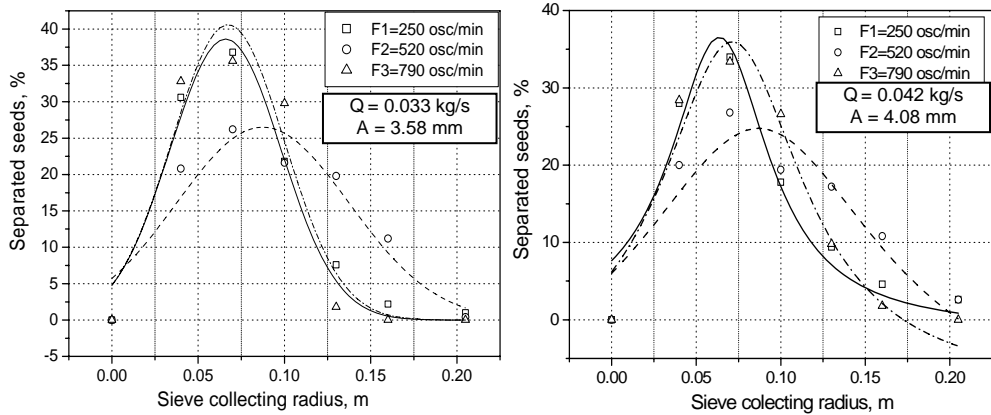 F1=250 osc/min
F2=520 osc/min
F3=790 osc/min
Q = 0.033 kg/s
A = 3.58 mm
Separated seeds, %
45
40
35
30
25
20
15
10
5
0
-5
0.00 0.05 0.10 0.15 0.20
Sieve collecting radius, m
F1=250 osc/min
F2=520 osc/min
F3=790 osc/min
Q = 0.042 kg/s
A = 4.08 mm
Separated seeds, %
40
30
20
10
0
0.00 0.05 0.10 0.15 0.20
Sieve colecting radius, m